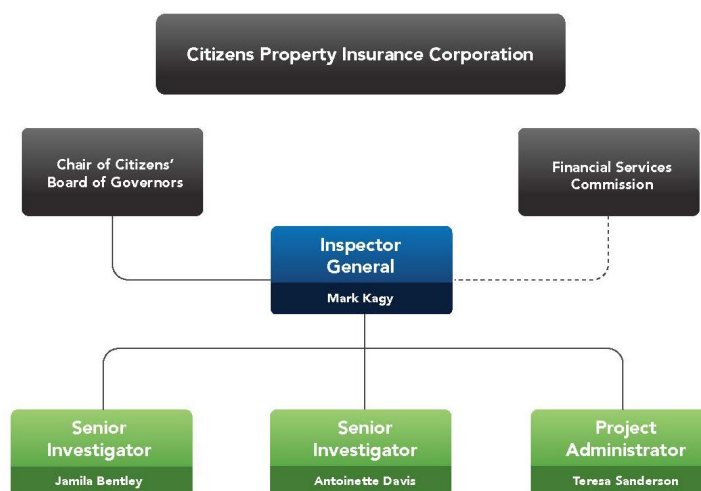 Citizens Property Insurance Corporation
Chair of Citizens'
Board of Governors
Financial Services
Commission
Inspector
General
Mark Kagy
Senior
Investigator
Jamila Bentley
Senior
Investigator
Antoinette Davis
Project
Administrator
Teresa Sanderson